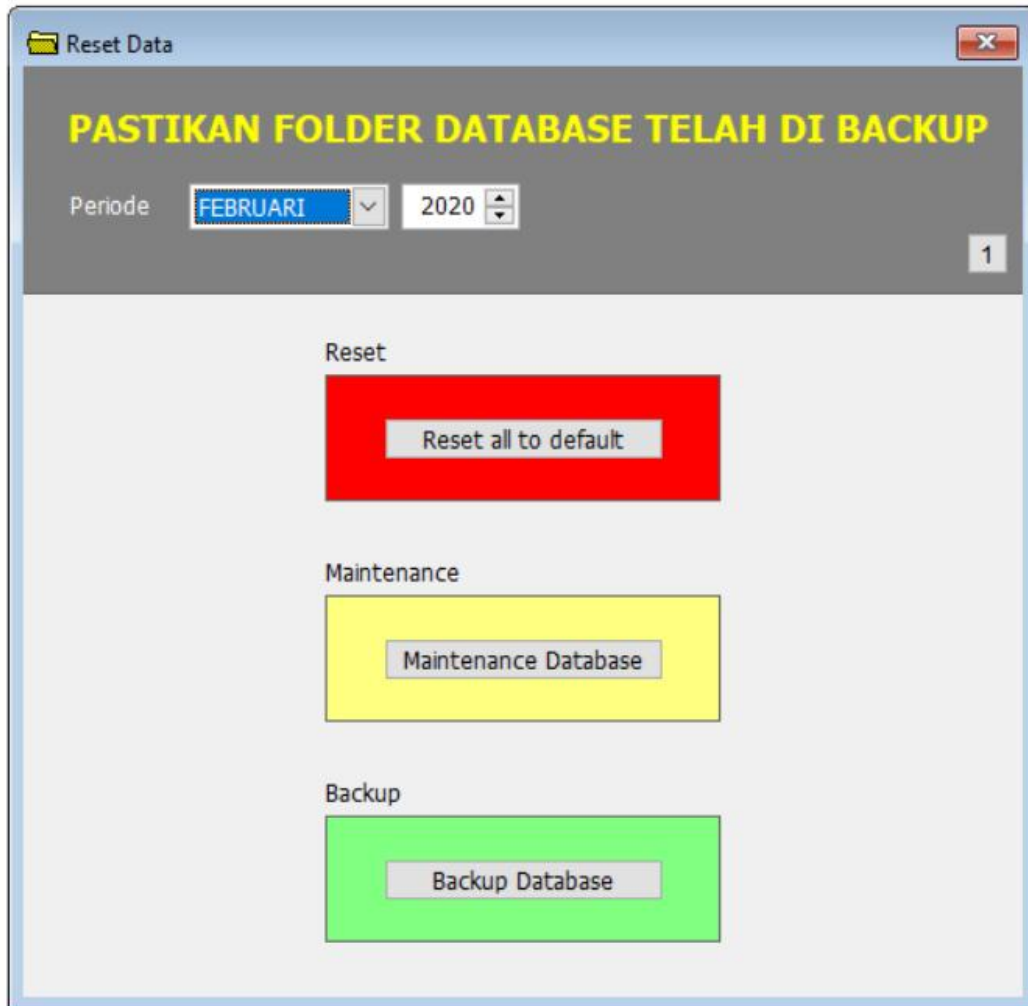 Reset Data
PASTIKAN FOLDER DATABASE TELAH DI BACKUP
Periode FEBRUARI 2020
1
Reset
Reset all to default
Maintenance
Maintenance Database
Backup
Backup Database